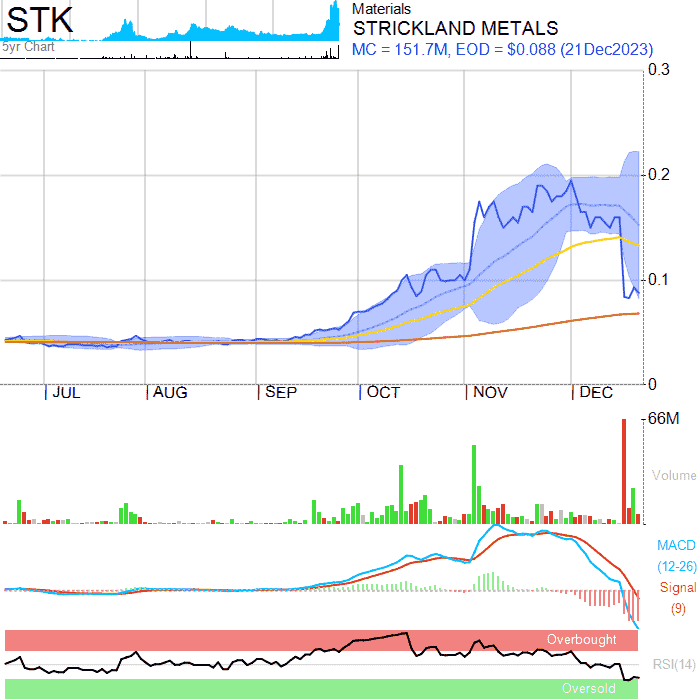 STK
5yr Chart
Materials
STRICKLAND METALS
MC = 151.7M, EOD = $0.088 (21Dec2023)
0.3
0.2
0.1
0
JUL AUG SEP OCT NOV DEC
66M
Volume
MACD
(12-26)
Signal
(9)
Overbought
RSI(14)
Oversold